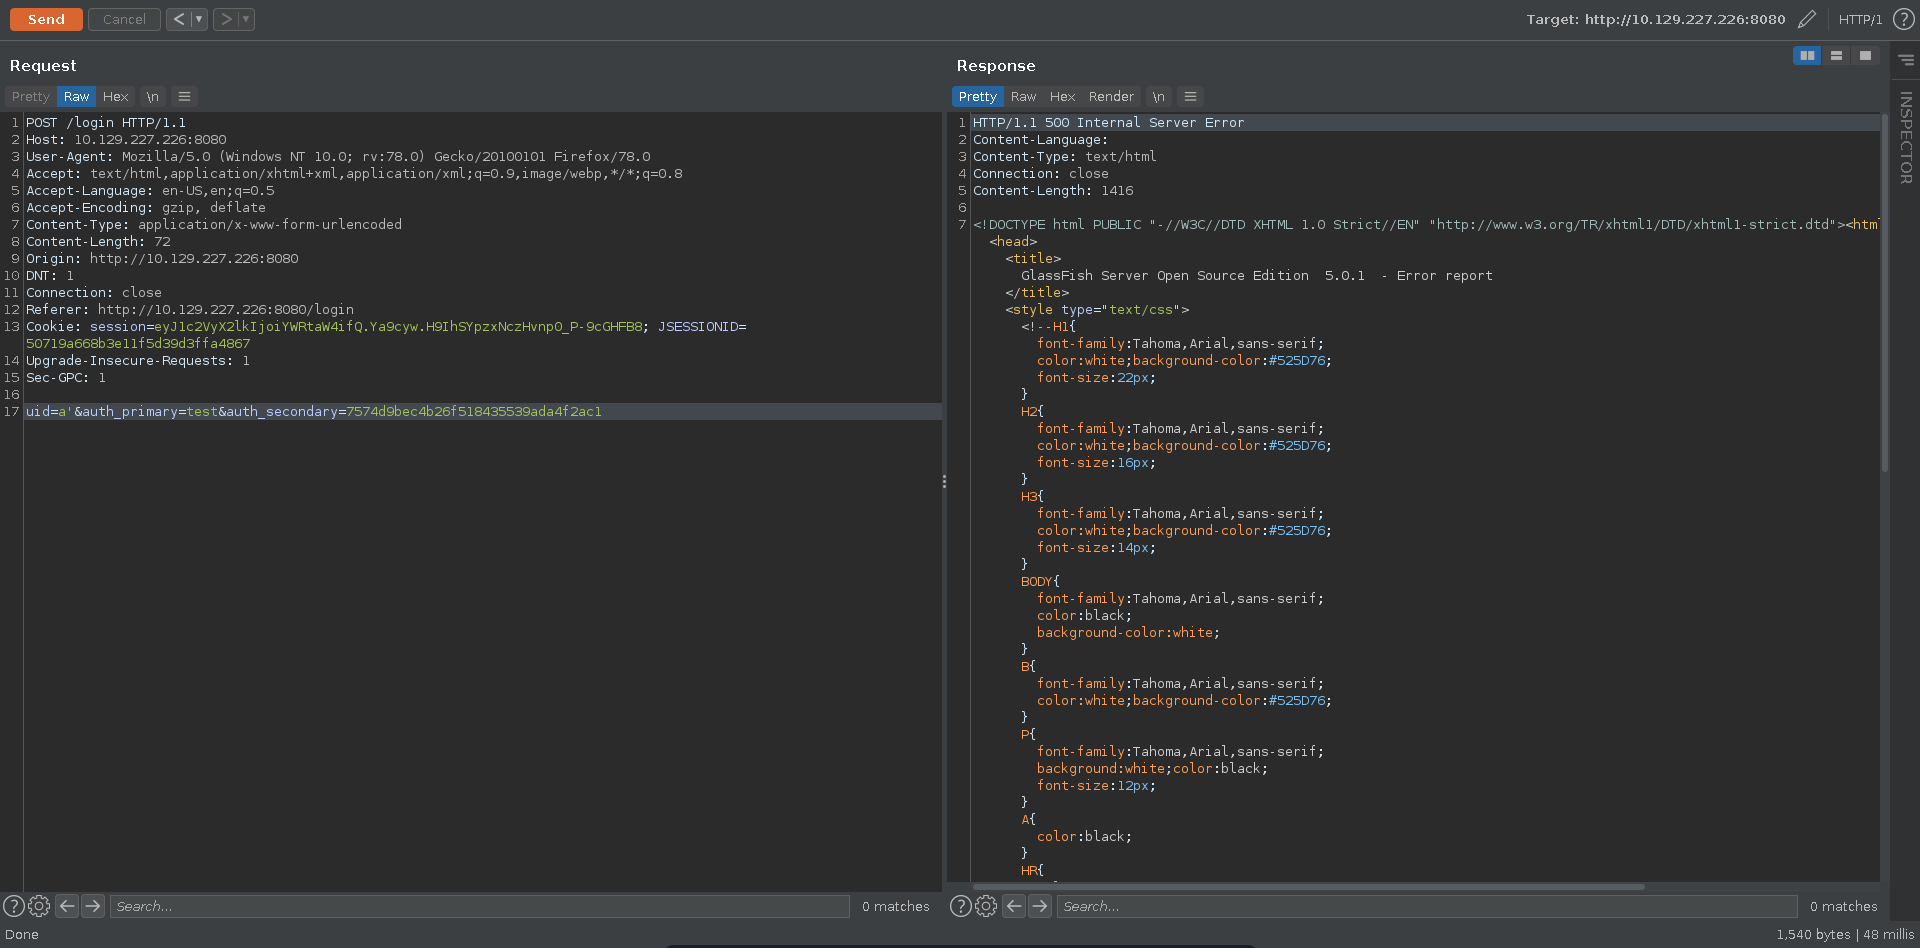 Send Cancel < > Target: http://10.129.227.226:8080 HTTP/1 ?
Request
Pretty Raw Hex \n
1 POST /login HTTP/1.1
2 Host: 10.129.227.226:8080
3 User-Agent: Mozilla/5.0 (Windows NT 10.0; rv:78.0) Gecko/20100101 Firefox/78.0
4 Accept: text/html,application/xhtml+xml,application/xml;q=0.9,image/webp,*/*;q=0.8
5 Accept-Language: en-US,en;q=0.5
6 Accept-Encoding: gzip, deflate
7 Content-Type: application/x-www-form-urlencoded
8 Content-Length: 72
9 Origin: http://10.129.227.226:8080
10 DNT: 1
11 Connection: close
12 Referer: http://10.129.227.226:8080/login
13 Cookie: session=eyJ1c2VyX2lkIjoiYWRtaW4ifQ.Ya9cyw.H9IhSYpzxNczHvnp0_P-9cGHFB8; JSESSIONID=
50719a668b3e11f5d39d3ffa4867
14 Upgrade-Insecure-Requests: 1
15 Sec-GPC: 1
16
17 uid=a'&auth_primary=test&auth_secondary=7574d9bec4b26f518435539ada4f2ac1
Response
Pretty Raw Hex Render \n
1 HTTP/1.1 500 Internal Server Error
2 Content-Language:
3 Content-Type: text/html
4 Connection: close
5 Content-Length: 1416
6
7 <!DOCTYPE html PUBLIC "-//W3C//DTD XHTML 1.0 Strict//EN" "http://www.w3.org/TR/xhtml1/DTD/xhtml1-strict.dtd"><html
<head>
<title>
GlassFish Server Open Source Edition  5.0.1  - Error report
</title>
<style type="text/css">
<!--H1{
font-family:Tahoma,Arial,sans-serif;
color:white;background-color:#525D76;
font-size:22px;
}
H2{
font-family:Tahoma,Arial,sans-serif;
color:white;background-color:#525D76;
font-size:16px;
}
H3{
font-family:Tahoma,Arial,sans-serif;
color:white;background-color:#525D76;
font-size:14px;
}
BODY{
font-family:Tahoma,Arial,sans-serif;
color:black;
background-color:white;
}
B{
font-family:Tahoma,Arial,sans-serif;
color:white;background-color:#525D76;
}
P{
font-family:Tahoma,Arial,sans-serif;
background:white;color:black;
font-size:12px;
}
A{
color:black;
}
HR{
INSPECTOR
? Search... 0 matches
? Search... 0 matches
Done 1,540 bytes | 48 millis